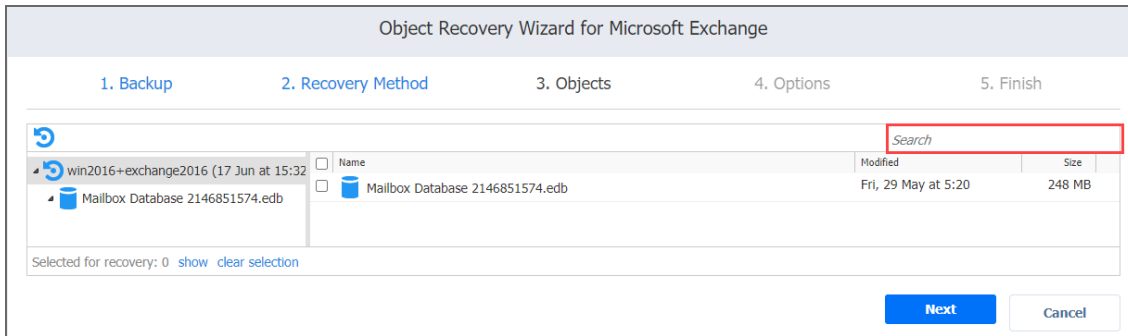 Object Recovery Wizard for Microsoft Exchange
1. Backup 2. Recovery Method 3. Objects 4. Options 5. Finish
Search
win2016+exchange2016 (17 Jun at 15:32
Name Modified Size
Mailbox Database 2146851574.edb Fri, 29 May at 5:20 248 MB
Mailbox Database 2146851574.edb
Selected for recovery: 0 show clear selection
Next Cancel